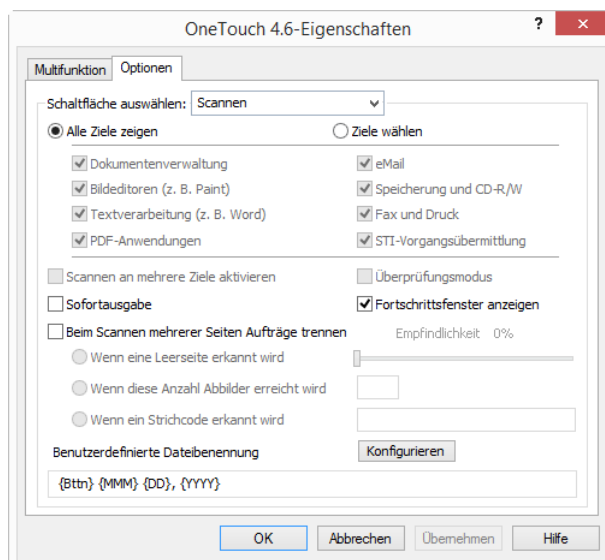 OneTouch 4.6-Eigenschaften ?
Multifunktion Optionen
Schaltfläche auswählen: Scannen
Alle Ziele zeigen Ziele wählen
Dokumentenverwaltung eMail
Bildeditoren (z. B. Paint) Speicherung und CD-R/W
Textverarbeitung (z. B. Word) Fax und Druck
PDF-Anwendungen STI-Vorgangsübermittlung
Scannen an mehrere Ziele aktivieren Überprüfungsmodus
Sofortausgabe Fortschrittsfenster anzeigen
Beim Scannen mehrerer Seiten Aufträge trennen Empfindlichkeit 0%
Wenn eine Leerseite erkannt wird
Wenn diese Anzahl Abbilder erreicht wird
Wenn ein Strichcode erkannt wird
Benutzerdefinierte Dateibenennung Konfigurieren
{Bttn} {MMM} {DD}, {YYYY}
OK Abbrechen Übernehmen Hilfe